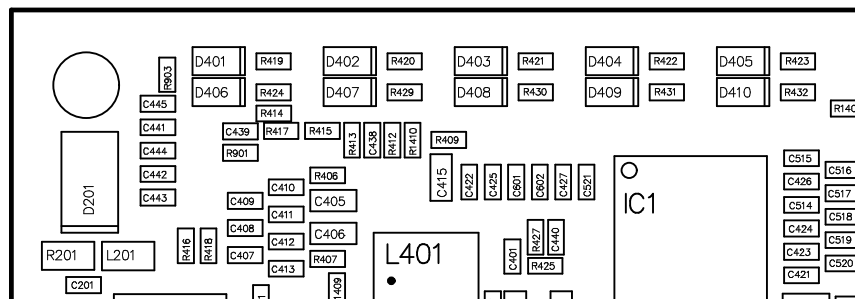 D401 R419 D402 R420 D403 R421 D404 R422 D405 R423
R903
D406 R424 D407 R429 D408 R430 D409 R431 D410 R432
C445 R414
C441 C439 R417 R415 R413 C438 R412 R1410 R409
C444 R901 C515
C442 R406 C415 C422 C425 C601 C602 C427 C521 C426 C516
C443 C410 C517
D201 C409 C405 IC1 C514
C411 C518
C408 C406 C424
R416 R418 C412 R427 C440 C519
R201 L201 C407 R407 L401 C401 C423
C413 R425 C421 C520
C201